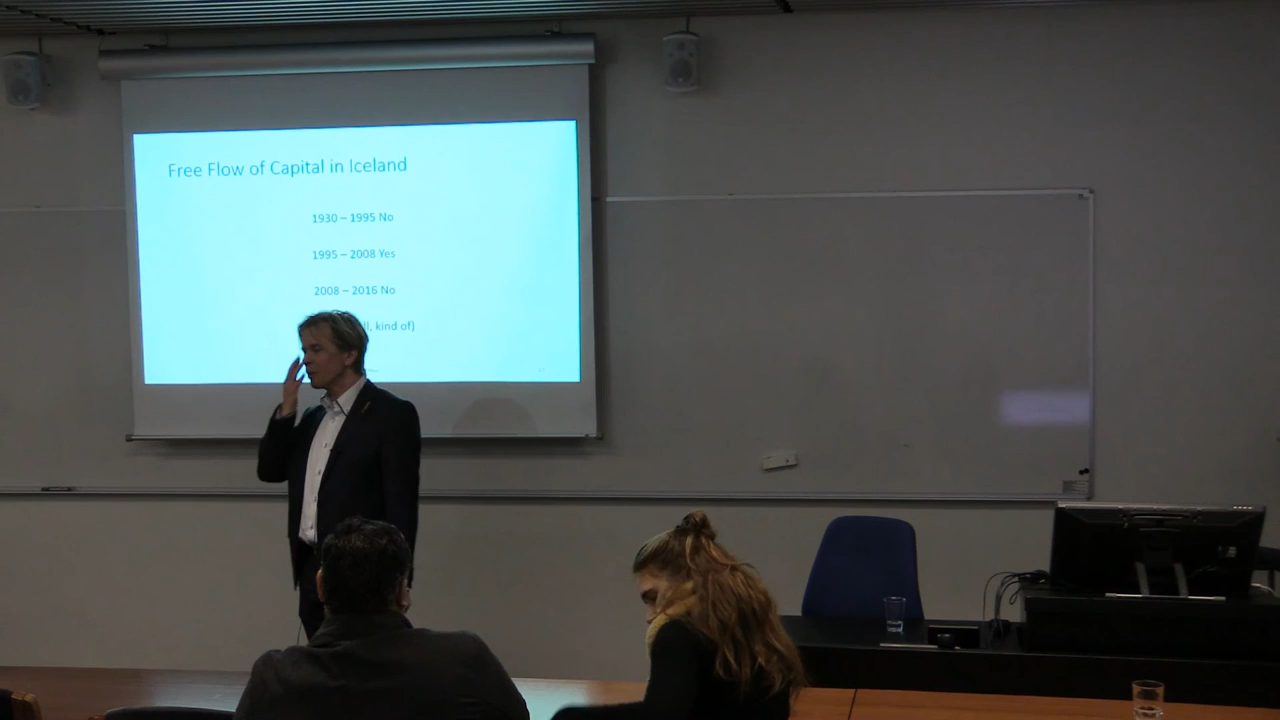 Free Flow of Capital in Iceland
1930 – 1995 No
1995 – 2008 Yes
2008 – 2016 No
kind of)